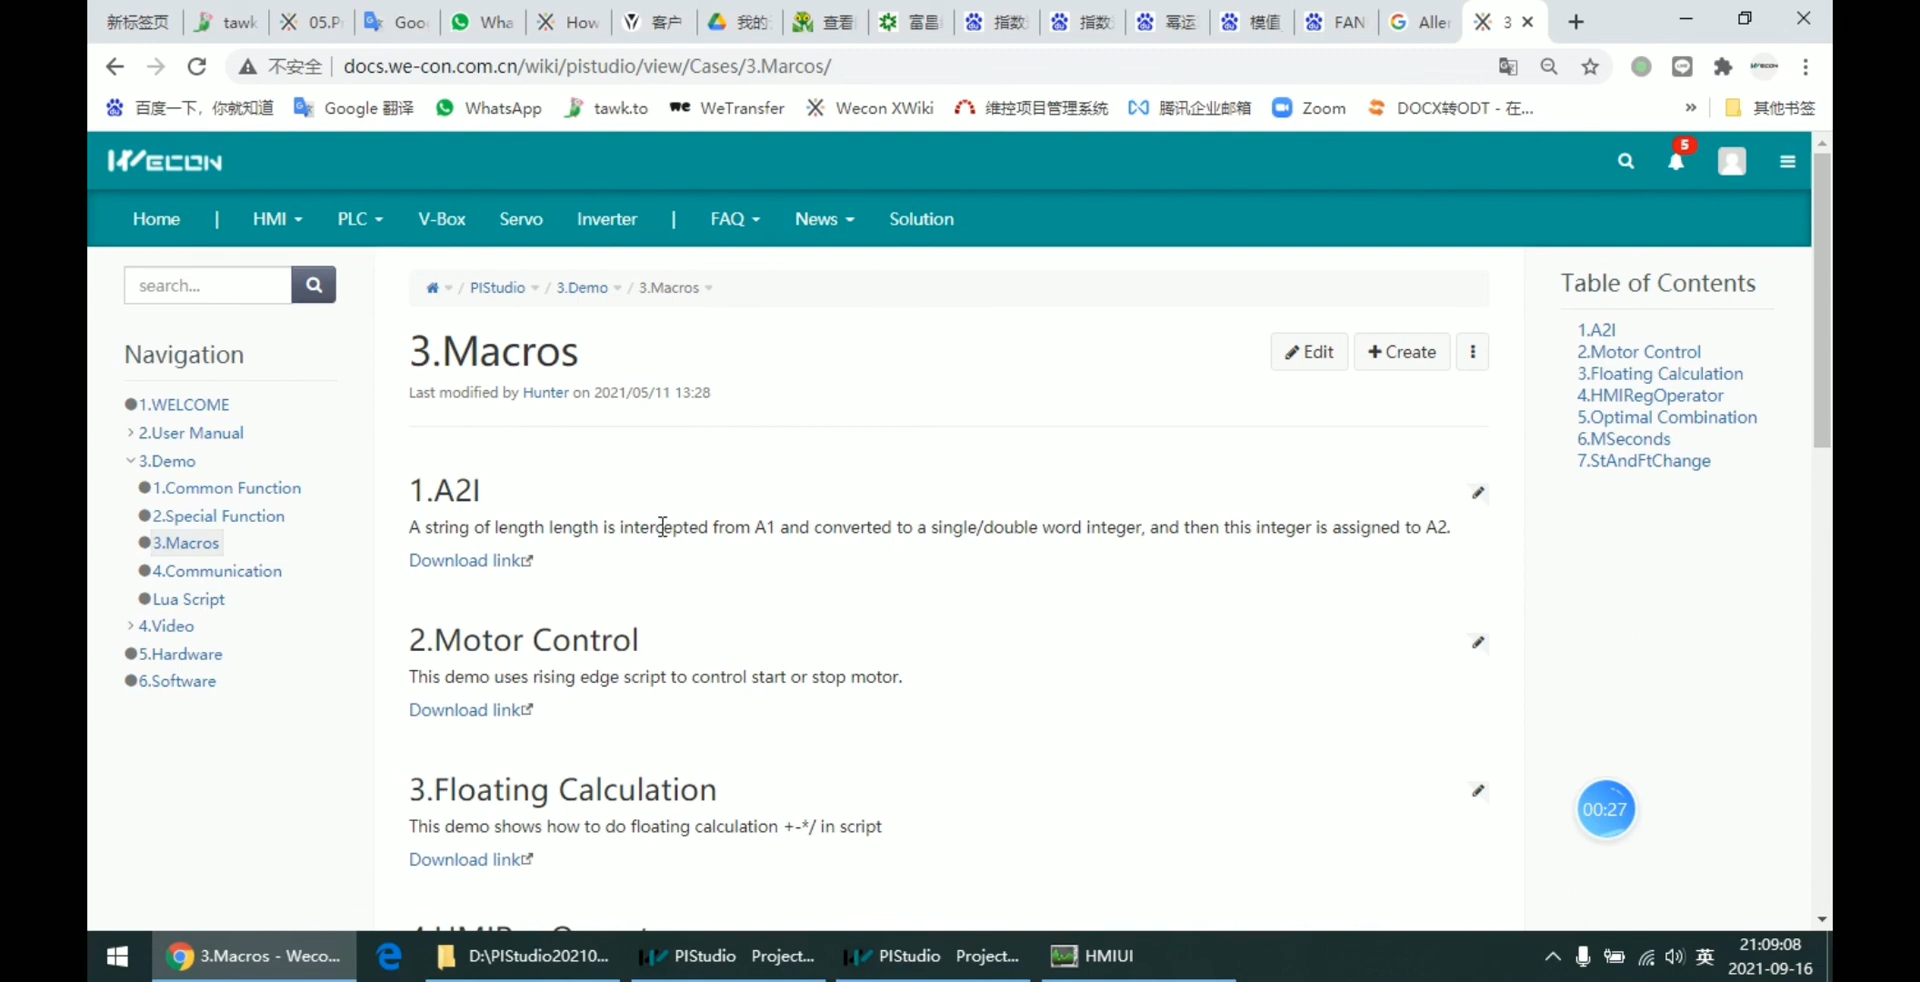 新标签页 tawk 05.P Goo Wha How 客户 我的 查看 富昌 指数 指数 幂运 模值 FAN Aller 3
不安全 docs.we-con.com.cn/wiki/pistudio/view/Cases/3.Marcos/
百度一下，你就知道 Google 翻译 WhatsApp tawk.to WeTransfer Wecon XWiki 维控项目管理系统 腾讯企业邮箱 Zoom DOCX转ODT - 在... » 其他书签
WECON 5
Home | HMI PLC V-Box Servo Inverter | FAQ News Solution
search...
/ PIStudio / 3.Demo / 3.Macros
Table of Contents
1.A2I
2.Motor Control
3.Floating Calculation
4.HMIRegOperator
5.Optimal Combination
6.MSeconds
7.StAndFtChange
Navigation
1.WELCOME
2.User Manual
3.Demo
1.Common Function
2.Special Function
3.Macros
4.Communication
Lua Script
4.Video
5.Hardware
6.Software
3.Macros
Edit Create
Last modified by Hunter on 2021/05/11 13:28
1.A2I
A string of length length is intercepted from A1 and converted to a single/double word integer, and then this integer is assigned to A2.
Download link
2.Motor Control
This demo uses rising edge script to control start or stop motor.
Download link
3.Floating Calculation
This demo shows how to do floating calculation +-*/ in script
Download link
00:27
3.Macros - Weco... D:\PIStudio20210... PIStudio Project... PIStudio Project... HMIUI 英
21:09:08
2021-09-16